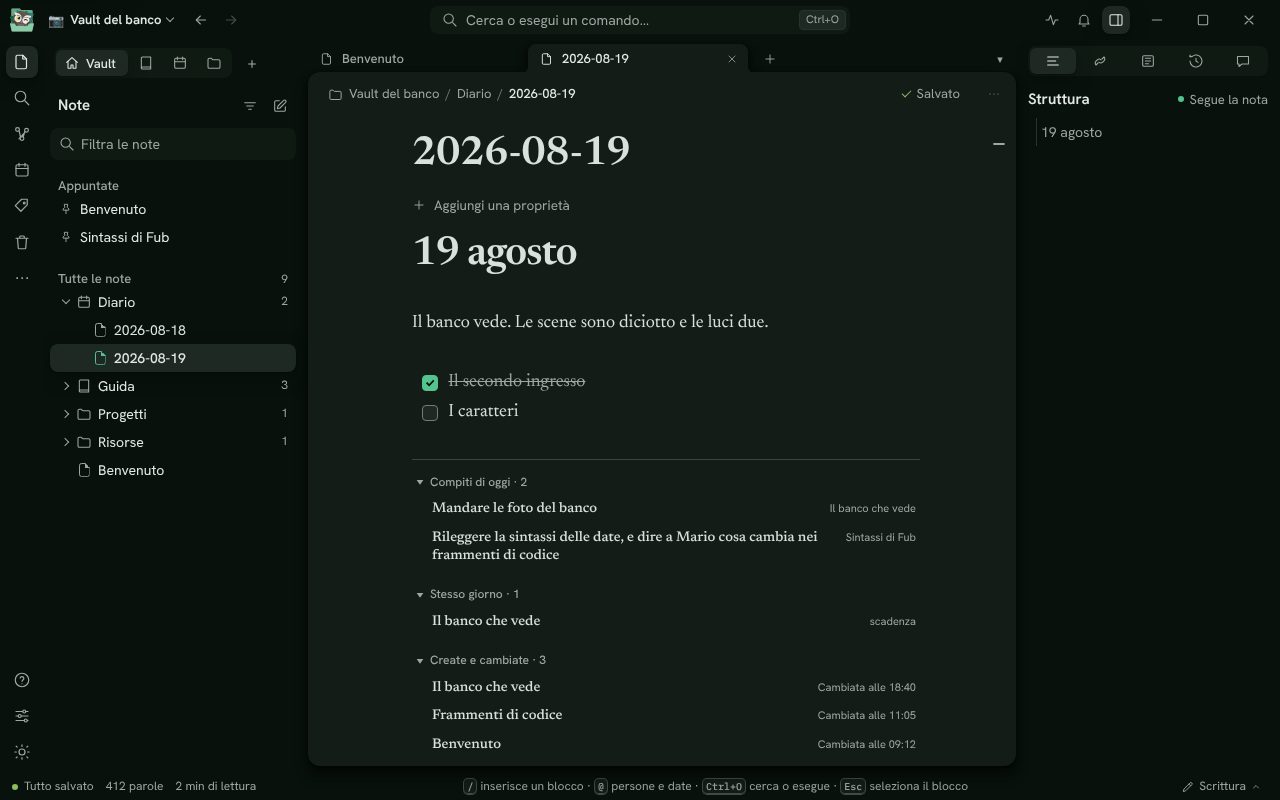 Vault del banco
Cerca o esegui un comando…
Ctrl+O
Vault
Benvenuto
2026-08-19
Note
Filtra le note
Appuntate
Benvenuto
Sintassi di Fub
Tutte le note 9
Diario 2
2026-08-18
2026-08-19
Guida 3
Progetti 1
Risorse 1
Benvenuto
Vault del banco / Diario / 2026-08-19
Salvato
2026-08-19
Aggiungi una proprietà
19 agosto
Il banco vede. Le scene sono diciotto e le luci due.
Il secondo ingresso
I caratteri
Compiti di oggi · 2
Mandare le foto del banco Il banco che vede
Rileggere la sintassi delle date, e dire a Mario cosa cambia nei Sintassi di Fub
frammenti di codice
Stesso giorno · 1
Il banco che vede scadenza
Create e cambiate · 3
Il banco che vede Cambiata alle 18:40
Frammenti di codice Cambiata alle 11:05
Benvenuto Cambiata alle 09:12
Struttura
Segue la nota
19 agosto
Tutto salvato 412 parole 2 min di lettura
/ inserisce un blocco · @ persone e date · Ctrl+O cerca o esegue · Esc seleziona il blocco
Scrittura